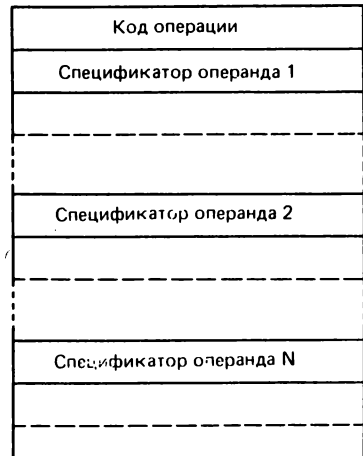 Код операции
Спецификатор операнда 1
Спецификатор операнда 2
Спецификатор операнда N